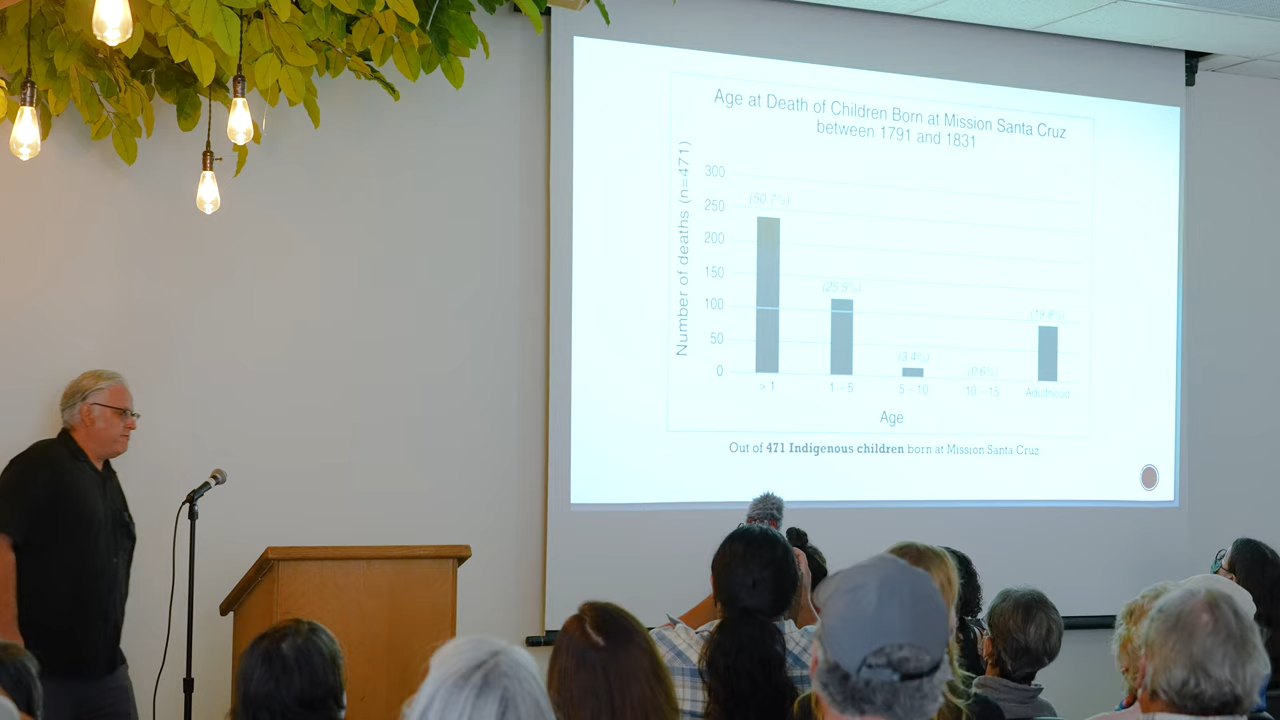 Age at Death of Children Born at Mission Santa Cruz
between 1791 and 1831
Number of deaths (n=471)
300
250
200
150
100
50
0
(50.7%)
(25.5%)
(3.4%)
(0.6%)
(19.8%)
> 1
1 - 5
5 - 10
10 - 15
Adulthood
Age
Out of 471 Indigenous children born at Mission Santa Cruz